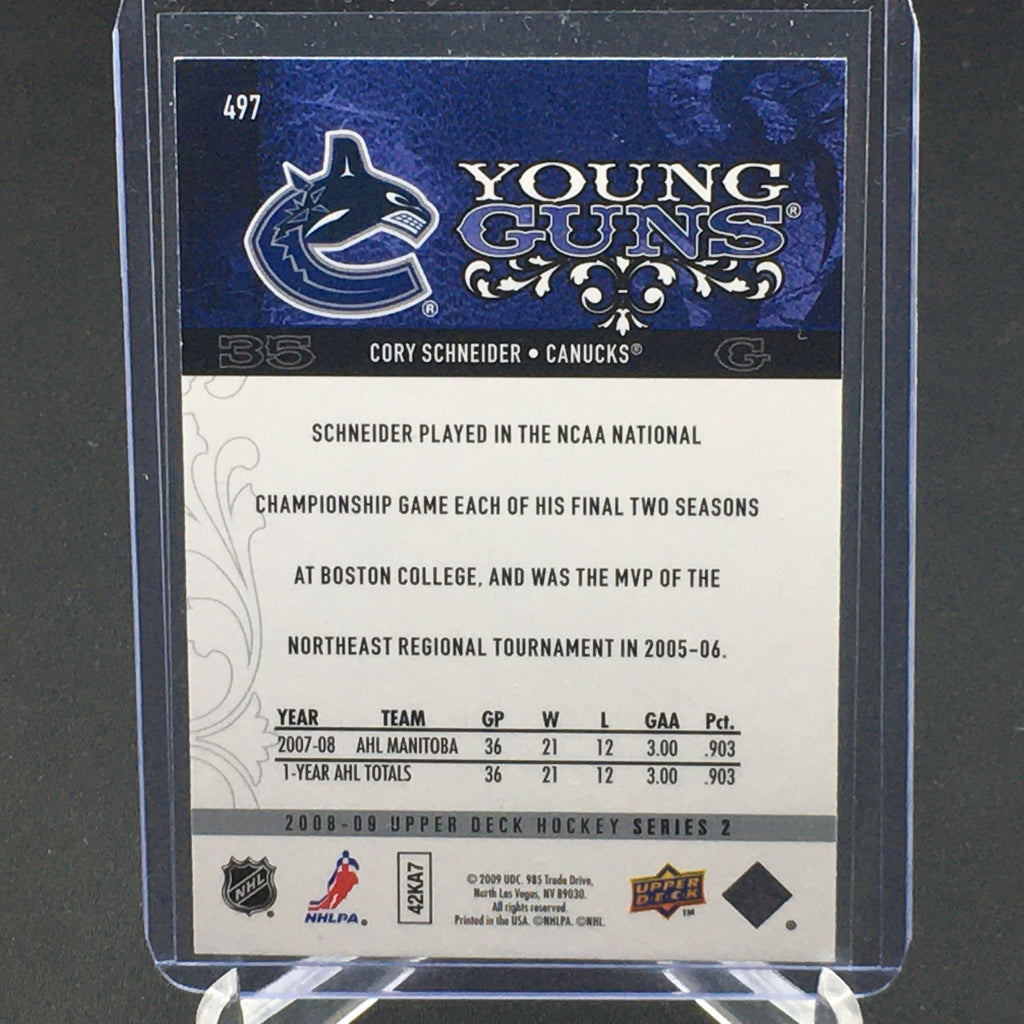 497
YOUNG
GUNS®
®
35 CORY SCHNEIDER • CANUCKS® G
SCHNEIDER PLAYED IN THE NCAA NATIONAL
CHAMPIONSHIP GAME EACH OF HIS FINAL TWO SEASONS
AT BOSTON COLLEGE, AND WAS THE MVP OF THE
NORTHEAST REGIONAL TOURNAMENT IN 2005-06.
YEAR TEAM GP W L GAA Pct.
2007-08 AHL MANITOBA 36 21 12 3.00 .903
1-YEAR AHL TOTALS 36 21 12 3.00 .903
2008-09 UPPER DECK HOCKEY SERIES 2
NHL®
NHLPA®
42KA7
© 2009 UDC. 985 Trade Drive,
North Las Vegas, NV 89030.
All rights reserved.
Printed in the USA. ©NHLPA. ©NHL.
UPPER
DECK™